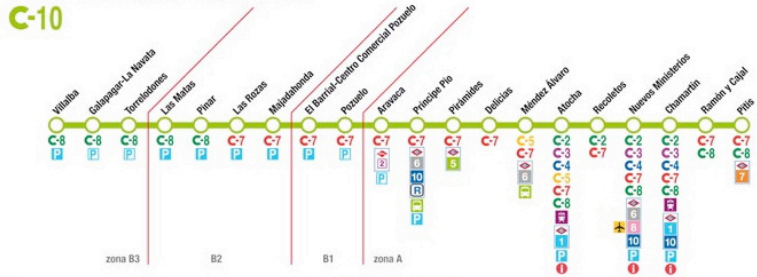 C-10
Villalba
Galapagar-La Navata
Torrelodones
Las Matas
Pinar
Las Rozas
Majadahonda
El Barrial-Centro Comercial Pozuelo
Pozuelo
Aravaca
Príncipe Pío
Pirámides
Delicias
Méndez Álvaro
Atocha
Recoletos
Nuevos Ministerios
Chamartín
Ramón y Cajal
Pitis
C-8 C-8 C-8 C-8 C-8 C-7 C-7 C-7 C-7 C-7 C-7 C-7 C-7 C-5 C-2 C-2 C-2 C-2 C-7 C-7
P P P P P P P P 2 6 5 C-7 C-3 C-7 C-3 C-3 C-8 C-8
P 10 6 C-4 C-4 C-4 7
R C-5 C-7 C-7
C-7 C-8 C-8
P C-8 6
8 1
1 10 10
P P P
i i i
zona B3 B2 B1 zona A